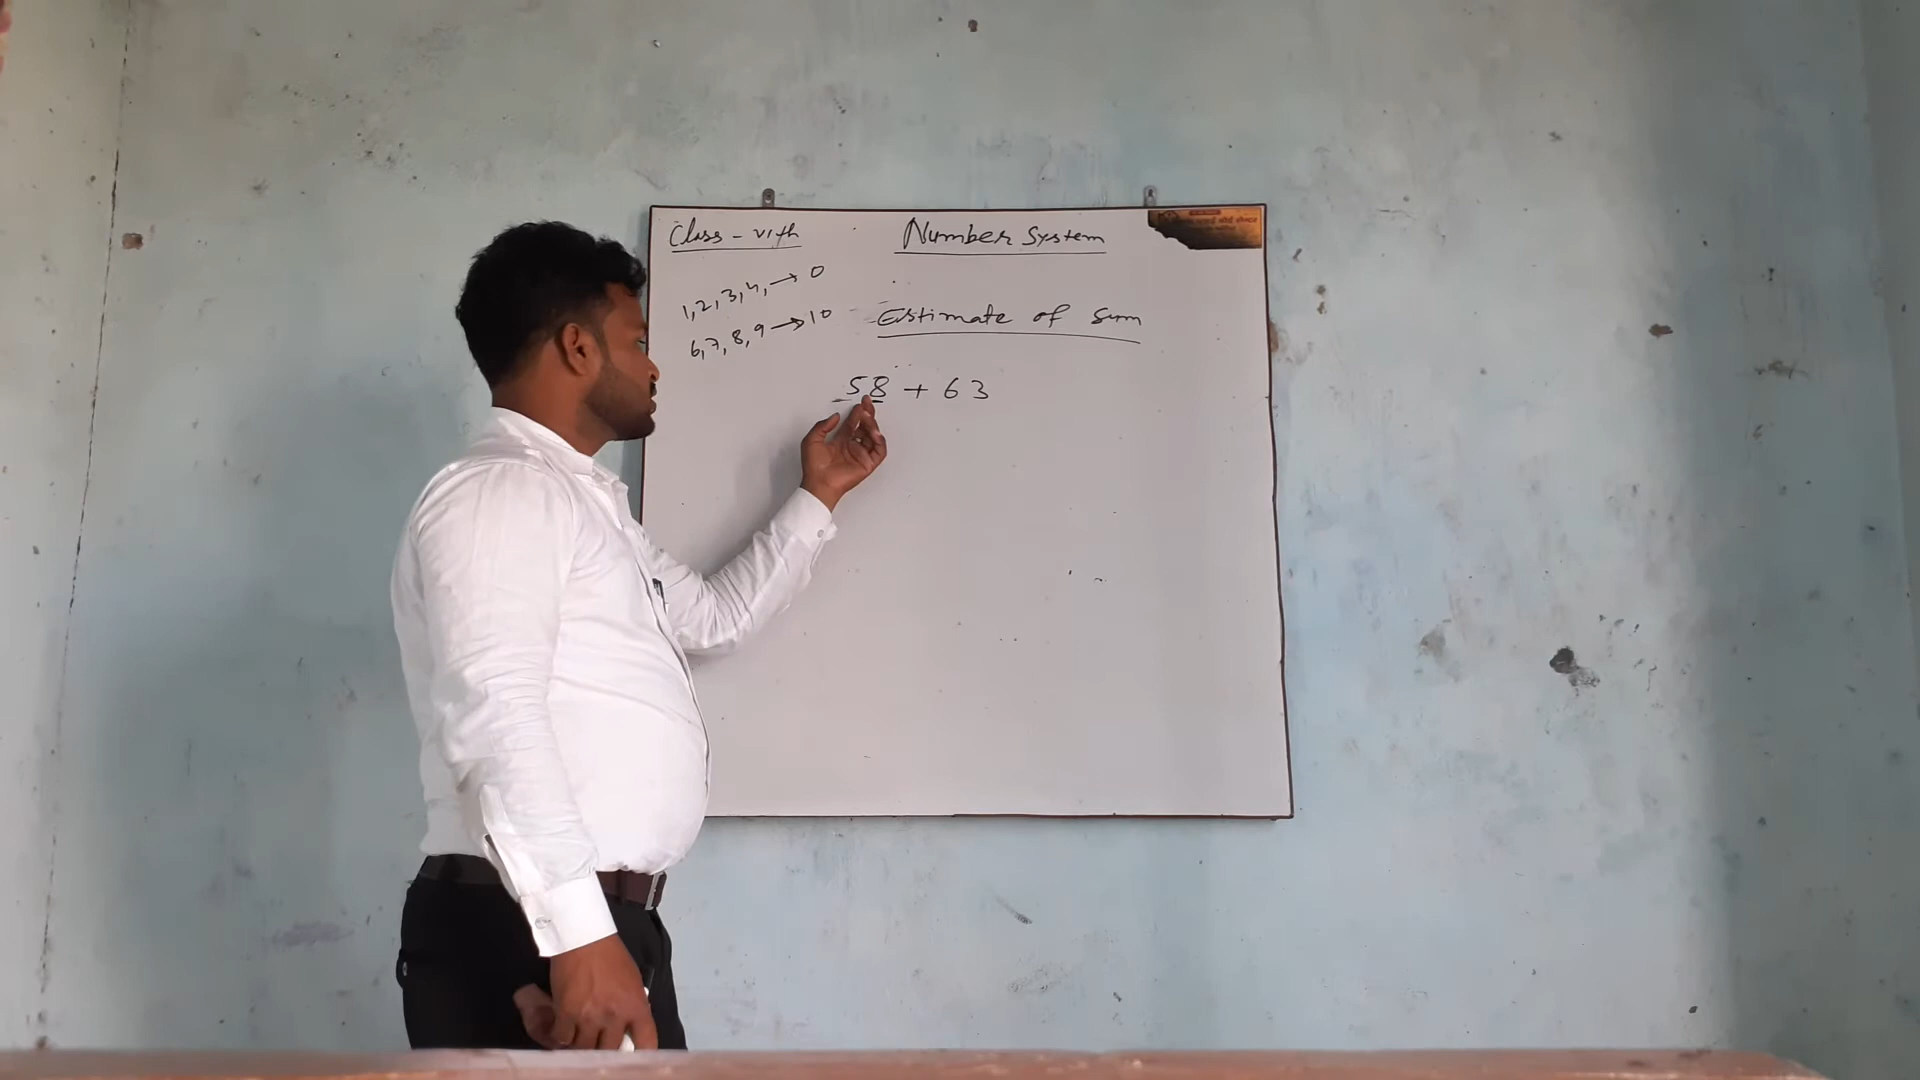 Class - VIth
Number System
1,2,3,4, → 0
6,7,8,9 → 10
Estimate of Sum
58 + 63